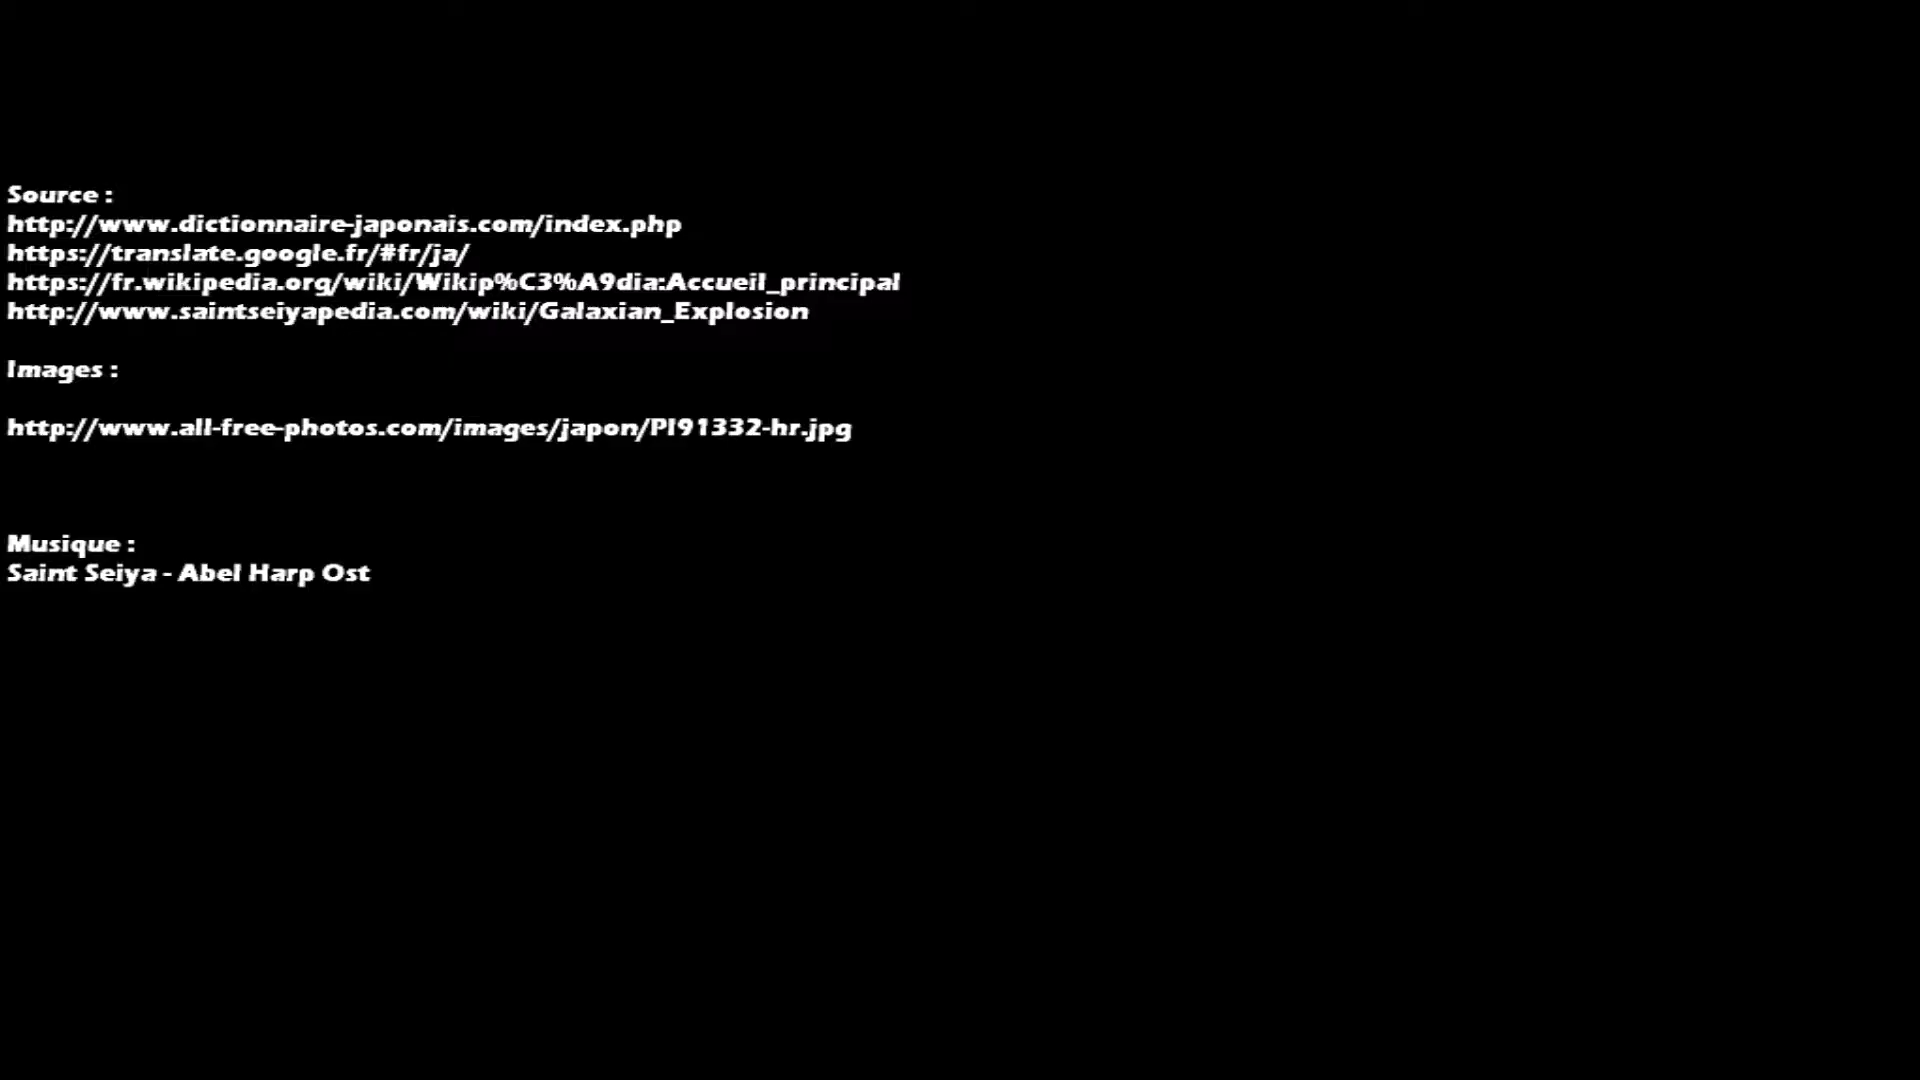 Source :
http://www.dictionnaire-japonais.com/index.php
https://translate.google.fr/#fr/ja/
https://fr.wikipedia.org/wiki/Wikip%C3%A9dia:Accueil_principal
http://www.saintseiyapedia.com/wiki/Galaxian_Explosion
Images :
http://www.all-free-photos.com/images/japon/PI91332-hr.jpg
Musique :
Saint Seiya - Abel Harp Ost